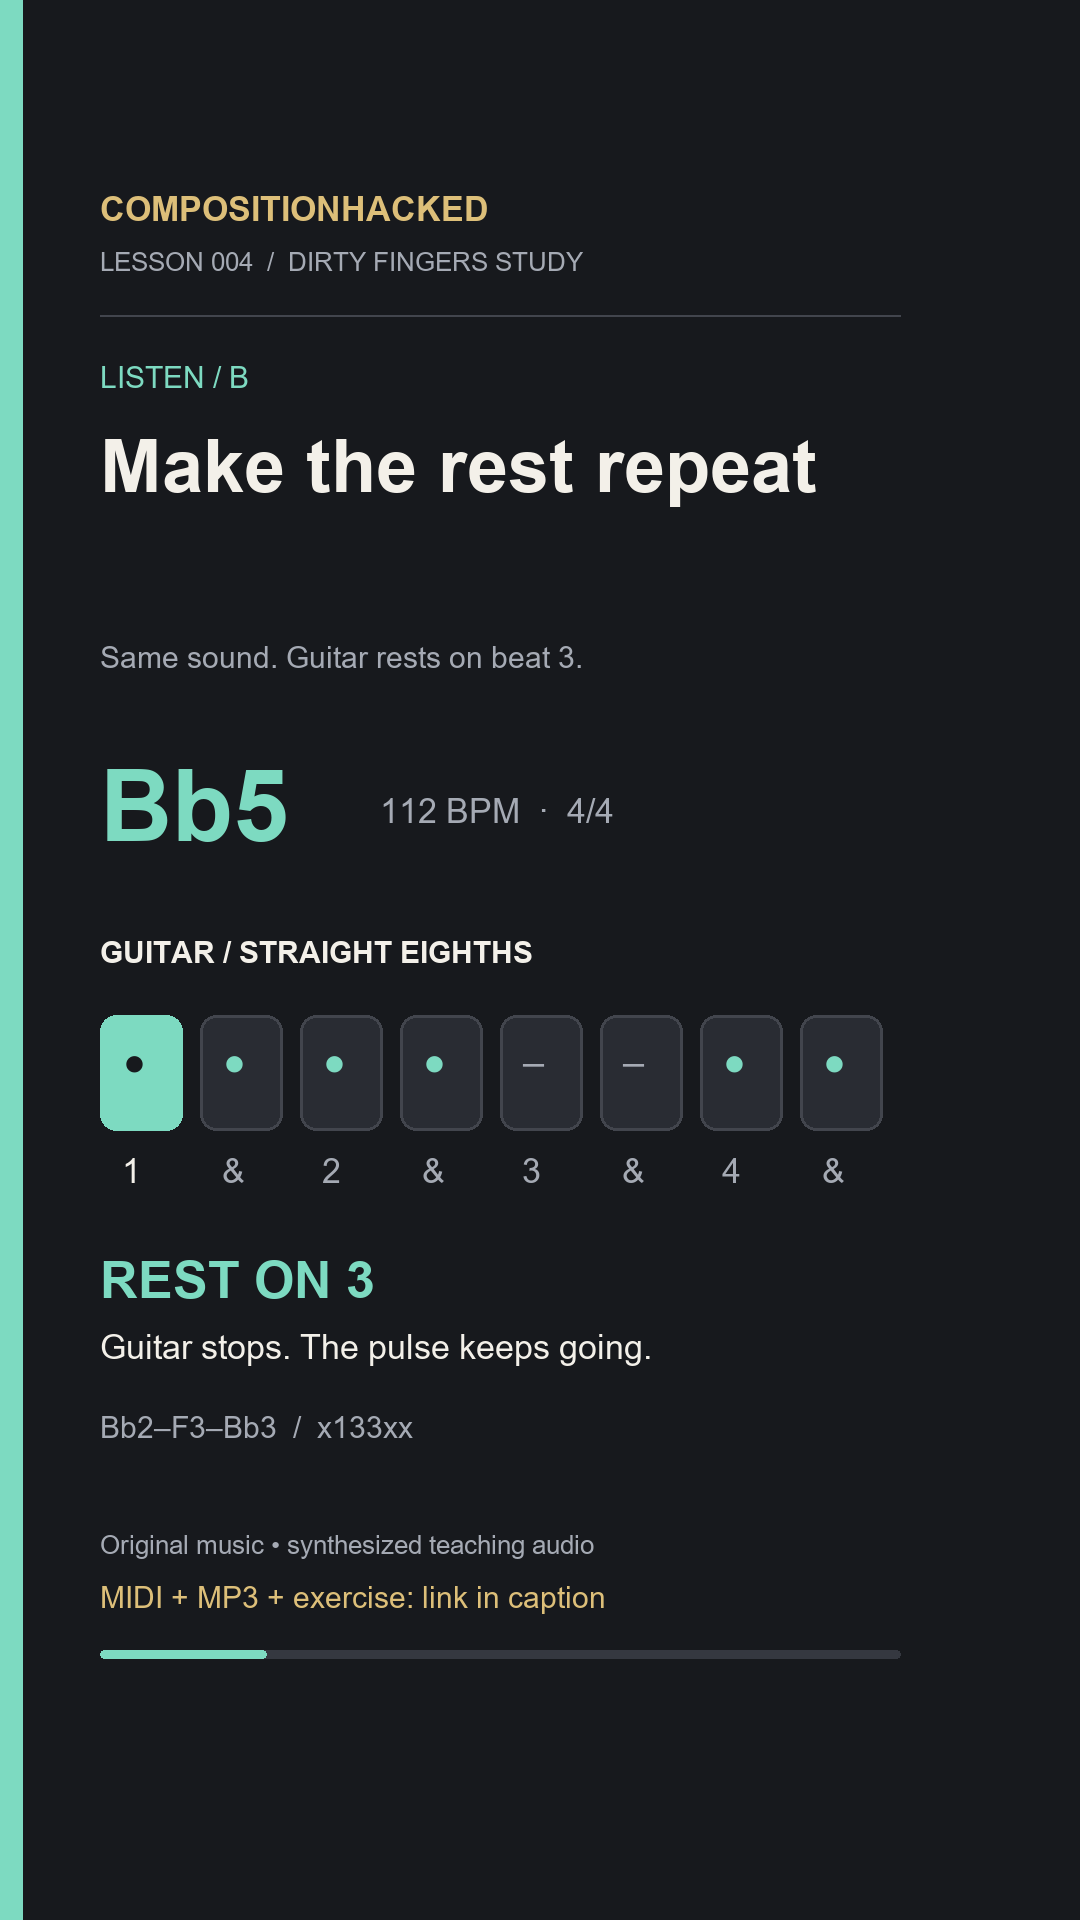 COMPOSITIONHACKED
LESSON 004 / DIRTY FINGERS STUDY
LISTEN / B
Make the rest repeat
Same sound. Guitar rests on beat 3.
Bb5 112 BPM · 4/4
GUITAR / STRAIGHT EIGHTHS
• • • • – – • •
1 & 2 & 3 & 4 &
REST ON 3
Guitar stops. The pulse keeps going.
Bb2–F3–Bb3 / x133xx
Original music • synthesized teaching audio
MIDI + MP3 + exercise: link in caption